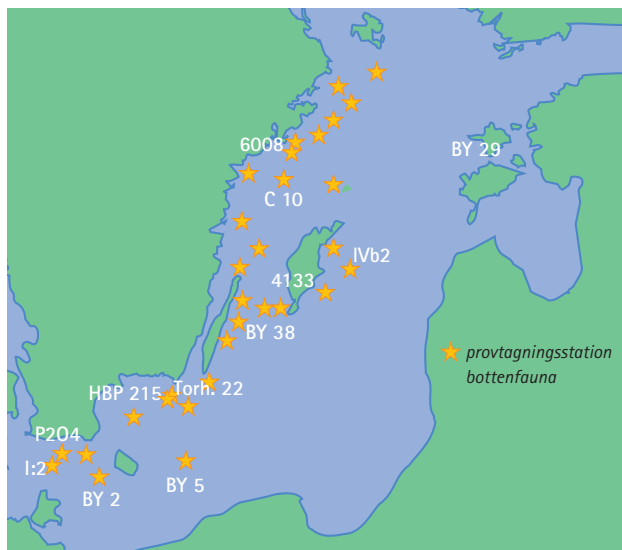 6008
BY 29
C 10
IVb2
4133
BY 38
provtagningsstation
bottenfauna
HBP 215
Torh. 22
P2O4
I:2
BY 2
BY 5